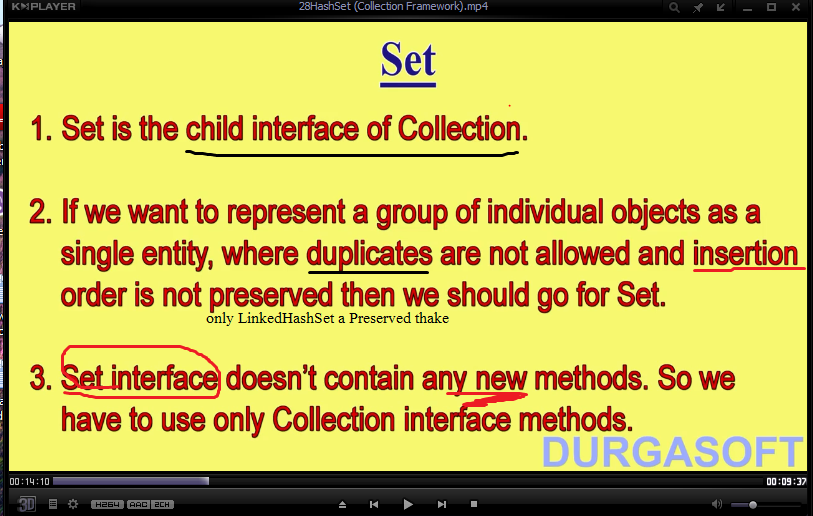 K▪MPLAYER
28HashSet (Collection Framework).mp4
Set
1. Set is the child interface of Collection.
2. If we want to represent a group of individual objects as a
single entity, where duplicates are not allowed and insertion
order is not preserved then we should go for Set.
only LinkedHashSet a Preserved thake
3. Set interface doesn't contain any new methods. So we
have to use only Collection interface methods.
DURGASOFT
00:14:10
00:09:37
3D H264 AAC 2CH